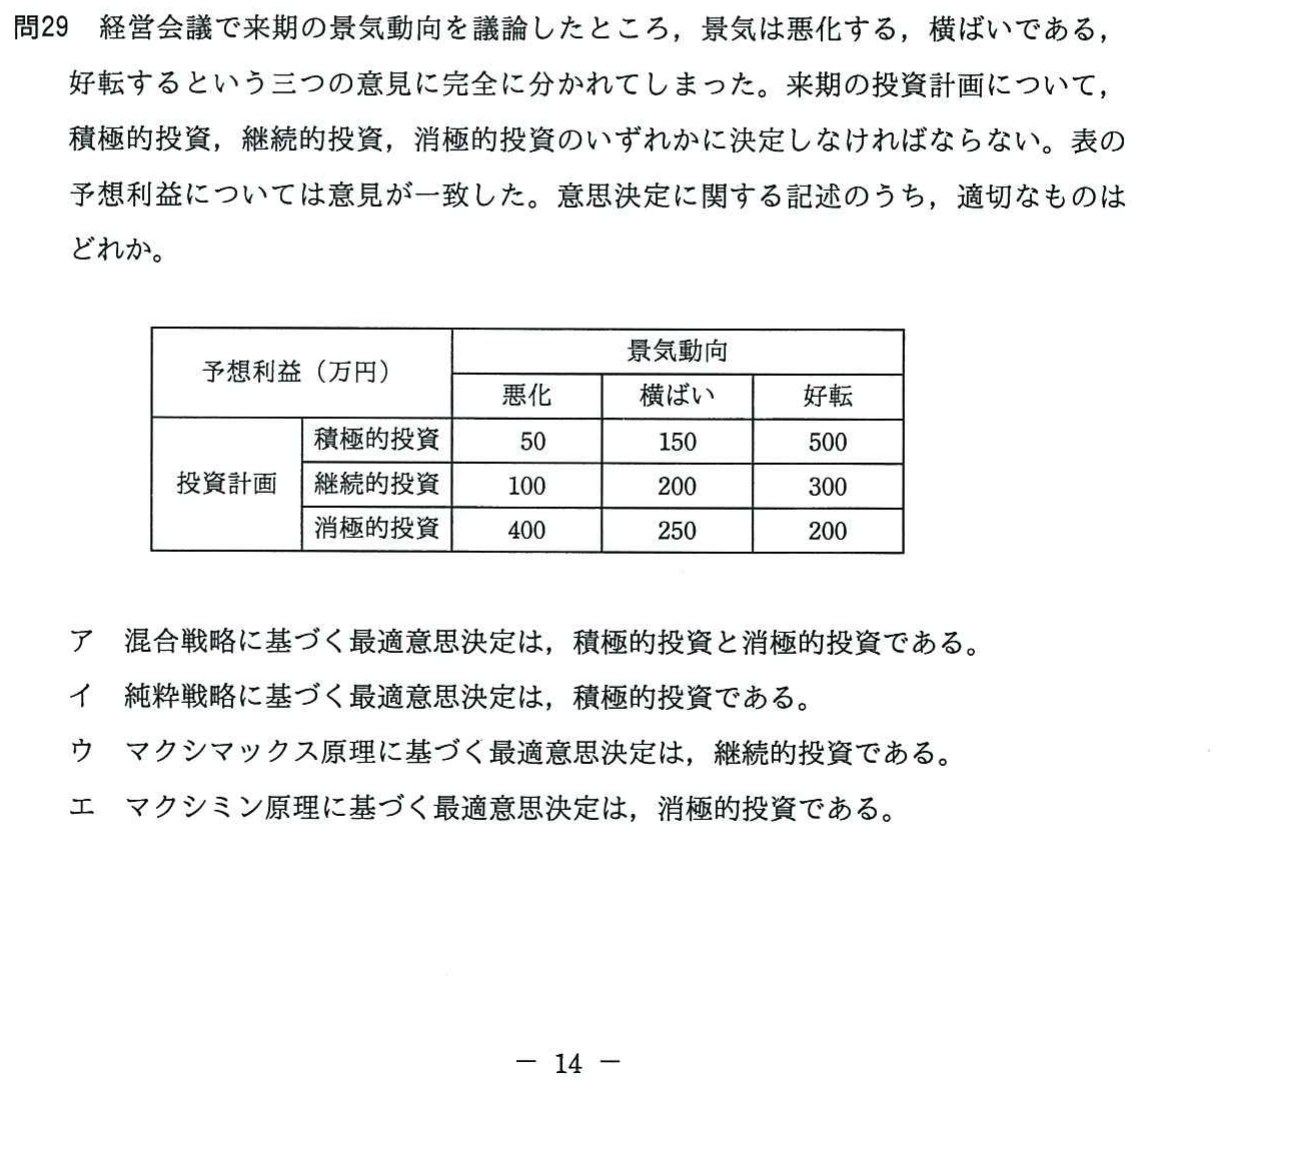 問29　経営会議で来期の景気動向を議論したところ，景気は悪化する，横ばいである，
好転するという三つの意見に完全に分かれてしまった。来期の投資計画について，
積極的投資，継続的投資，消極的投資のいずれかに決定しなければならない。表の
予想利益については意見が一致した。意思決定に関する記述のうち，適切なものは
どれか。
予想利益（万円） 景気動向
悪化 横ばい 好転
投資計画 積極的投資 50 150 500
継続的投資 100 200 300
消極的投資 400 250 200
ア　混合戦略に基づく最適意思決定は，積極的投資と消極的投資である。
イ　純粋戦略に基づく最適意思決定は，積極的投資である。
ウ　マクシマックス原理に基づく最適意思決定は，継続的投資である。
エ　マクシミン原理に基づく最適意思決定は，消極的投資である。
－ 14 －